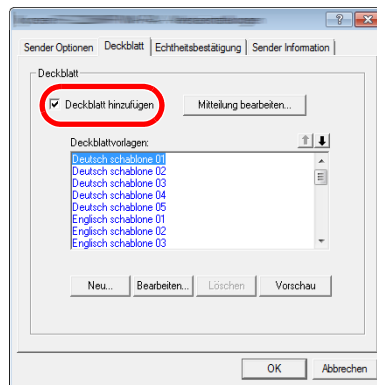 Sender Optionen Deckblatt Echtheitsbestätigung Sender Information
Deckblatt
Deckblatt hinzufügen Mitteilung bearbeiten...
Deckblattvorlagen:
Deutsch schablone 01
Deutsch schablone 02
Deutsch schablone 03
Deutsch schablone 04
Deutsch schablone 05
Englisch schablone 01
Englisch schablone 02
Englisch schablone 03
Neu... Bearbeiten... Löschen Vorschau
OK Abbrechen